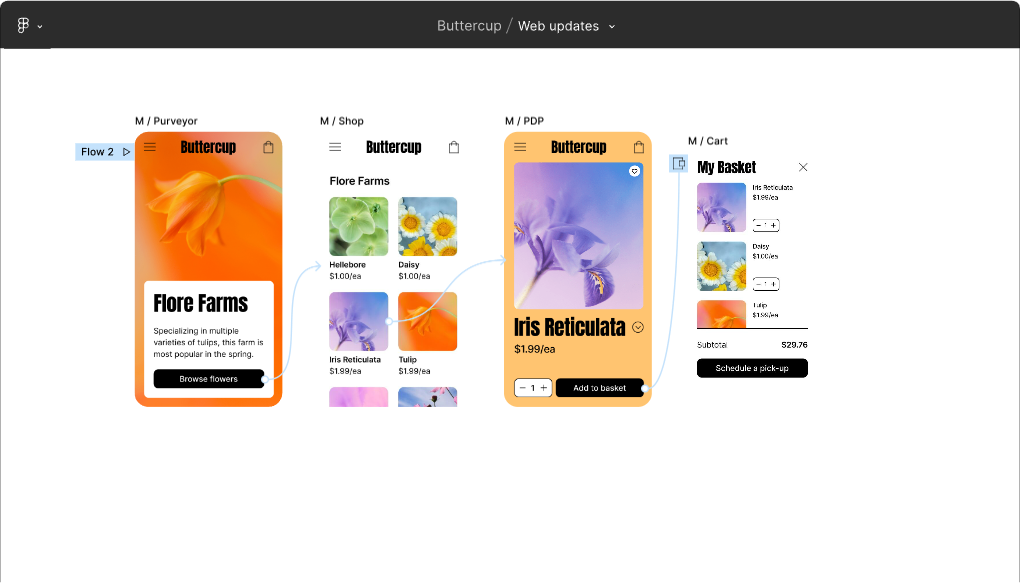 Buttercup / Web updates
M / Purveyor
Flow 2
Buttercup
Flore Farms
Specializing in multiple
varieties of tulips, this farm is
most popular in the spring.
Browse flowers
M / Shop
Buttercup
Flore Farms
Hellebore
$1.00/ea
Daisy
$1.00/ea
Iris Reticulata
$1.99/ea
Tulip
$1.99/ea
M / PDP
Buttercup
Iris Reticulata
$1.99/ea
− 1 +
Add to basket
M / Cart
My Basket
Iris Reticulata
$1.99/ea
− 1 +
Daisy
$1.00/ea
− 1 +
Tulip
$1.99/ea
Subtotal $29.76
Schedule a pick-up